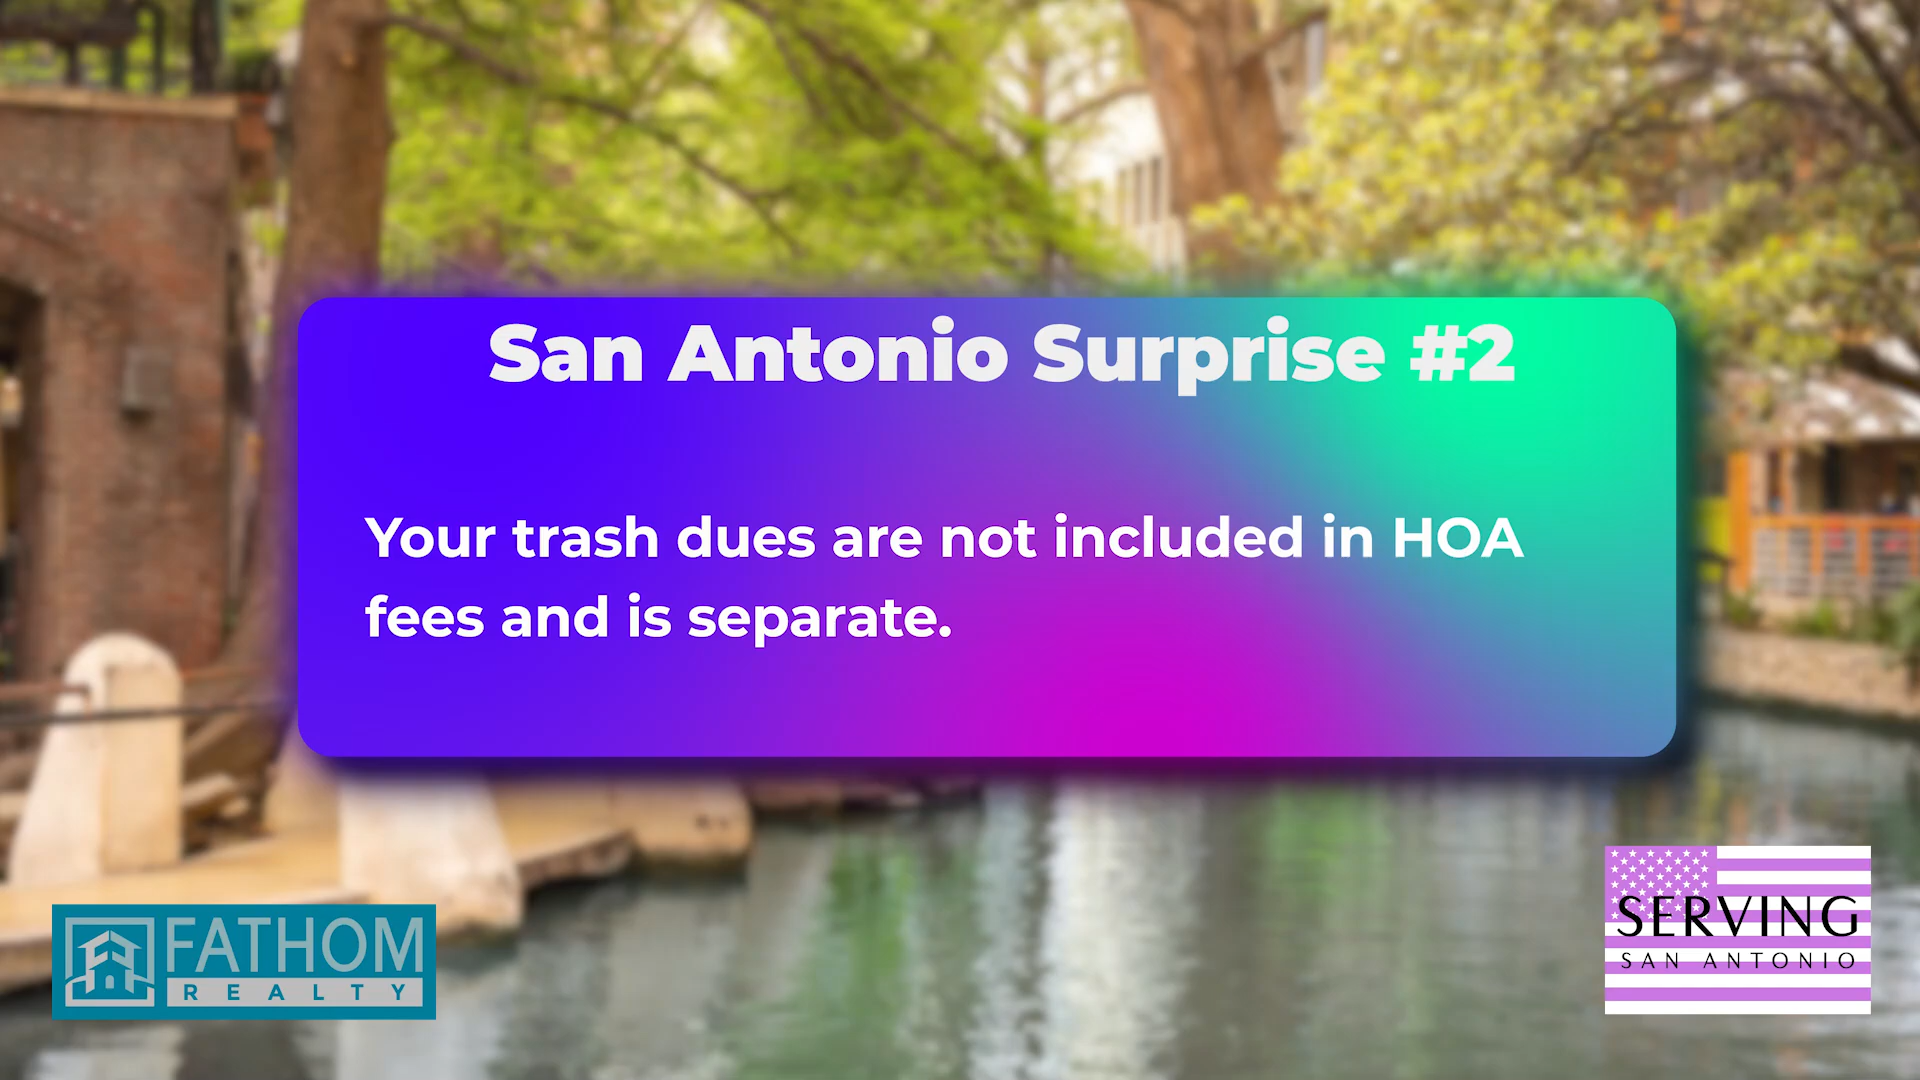 San Antonio Surprise #2
Your trash dues are not included in HOA
fees and is separate.
FATHOM
REALTY
SERVING
SAN ANTONIO